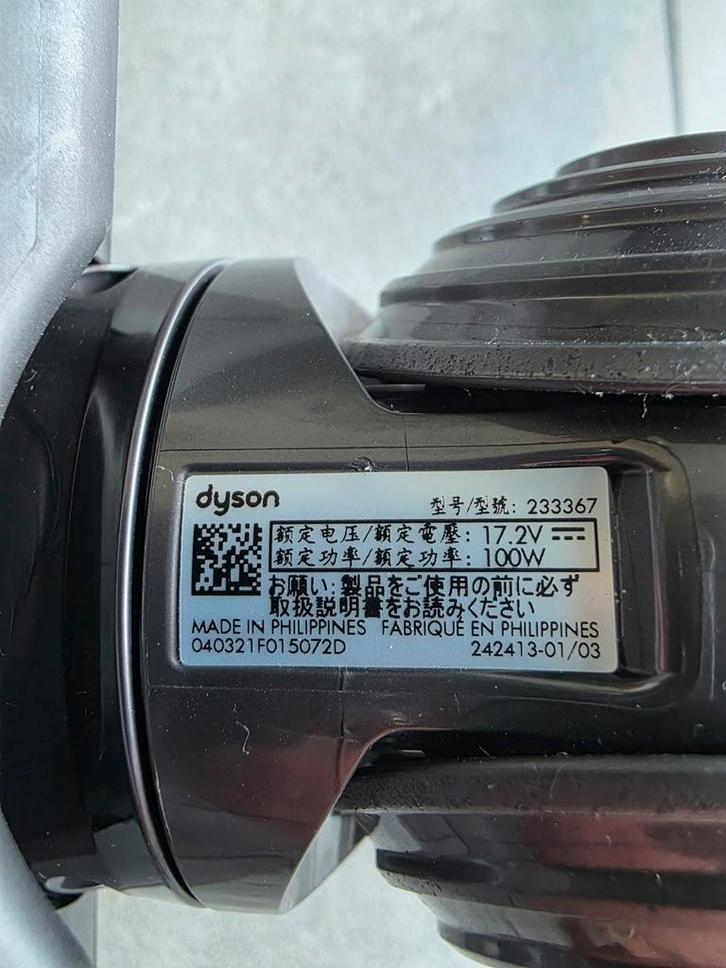 dyson
型号/型號: 233367
额定电压/額定電壓: 17.2V ⎓
额定功率/額定功率: 100W
お願い: 製品をご使用の前に必ず
取扱説明書をお読みください
MADE IN PHILIPPINES FABRIQUÉ EN PHILIPPINES
040321F015072D 242413-01/03